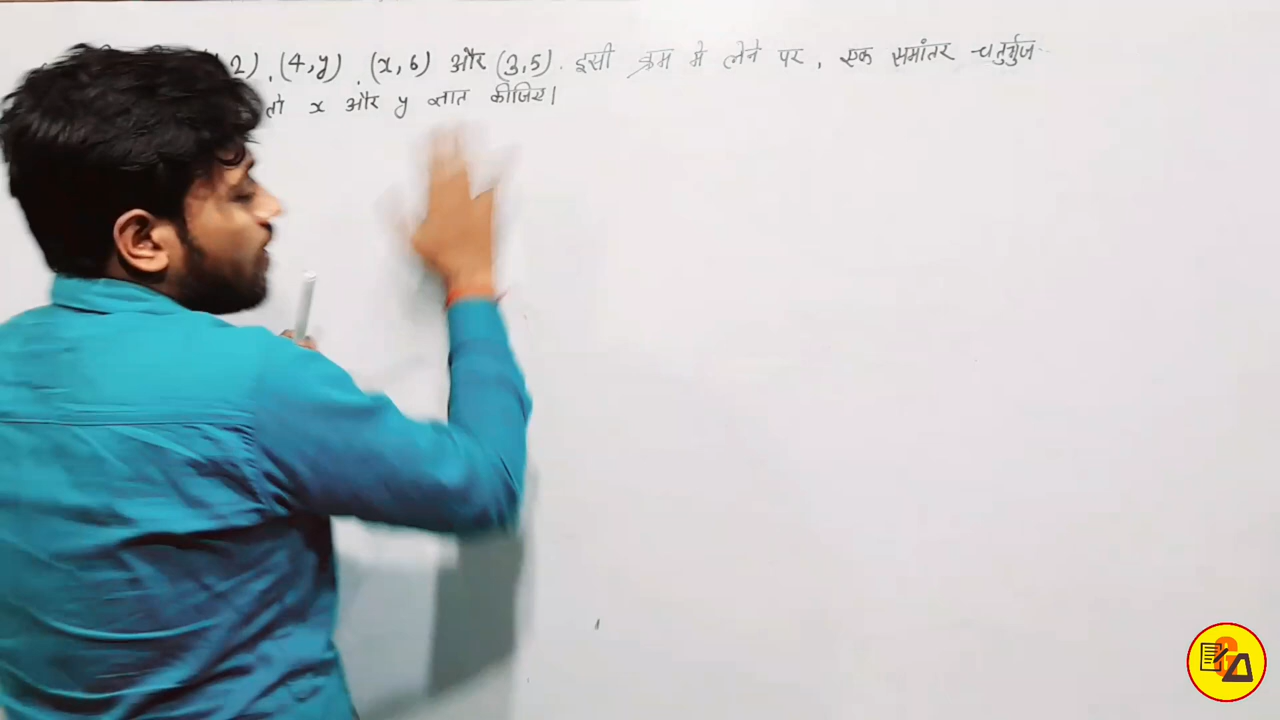 2), (4,y), (x,6) और (3,5). इसी क्रम मे लेने पर, एक समांतर चतुर्भुज
तो x और y ज्ञात कीजिए।